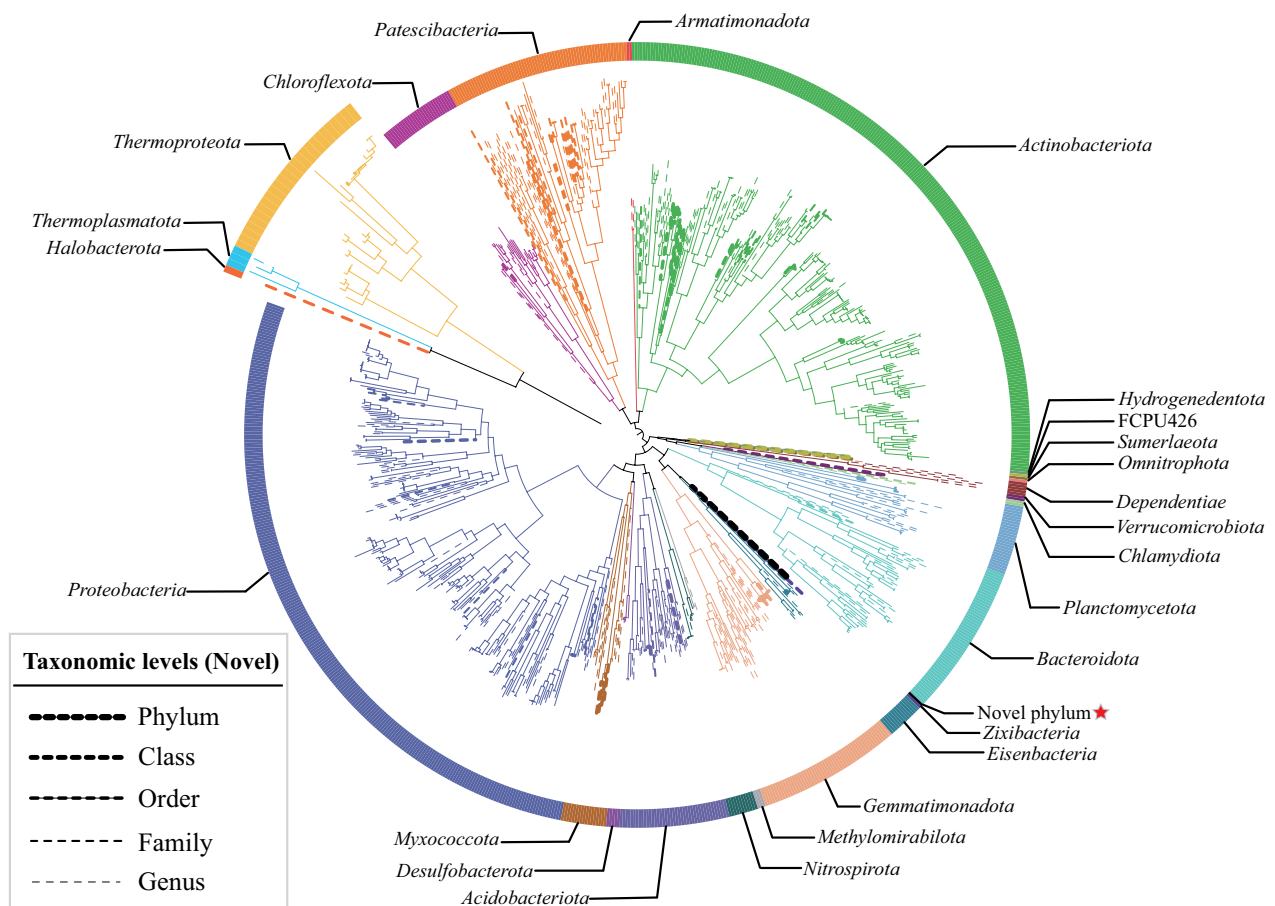 Armatimonadota
Patescibacteria
Chloroflexota
Thermoproteota
Actinobacteriota
Thermoplasmatota
Halobacterota
Hydrogenedentota
FCPU426
Sumerlaeota
Omnitrophota
Dependentiae
Verrucomicrobiota
Chlamydiota
Proteobacteria
Planctomycetota
Bacteroidota
Novel phylum
Zixibacteria
Eisenbacteria
Gemmatimonadota
Methylomirabilota
Nitrospirota
Myxococcota
Desulfobacterota
Acidobacteriota
Taxonomic levels (Novel)
Phylum
Class
Order
Family
Genus